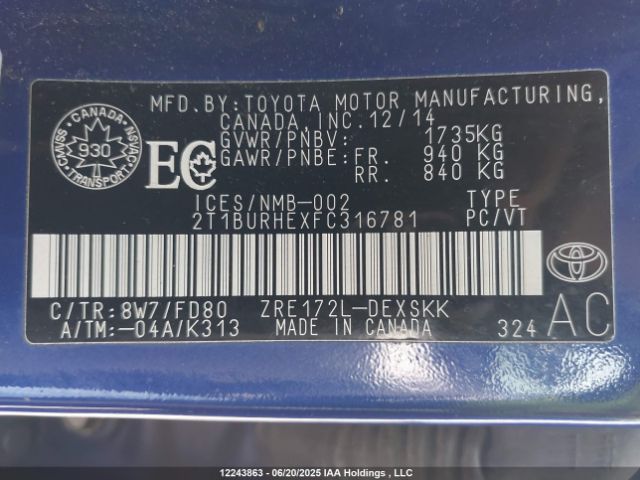 MFD.BY:TOYOTA MOTOR MANUFACTURING,
CANADA,INC.12/14
GVWR/PNBV: 1735KG
GAWR/PNBE: FR. 940 KG
RR. 840 KG
CANADA
CMVSS
930
NSVAC
TRANSPORT
EC
ICES/NMB-002 TYPE
2T1BURHEXFC316781 PC/VT
C/TR:8W7/FD80 ZRE172L-DEXSKK
A/TM:-04A/K313 MADE IN CANADA 324 AC
12243863 — 06/20/2025 IAA Holdings , LLC